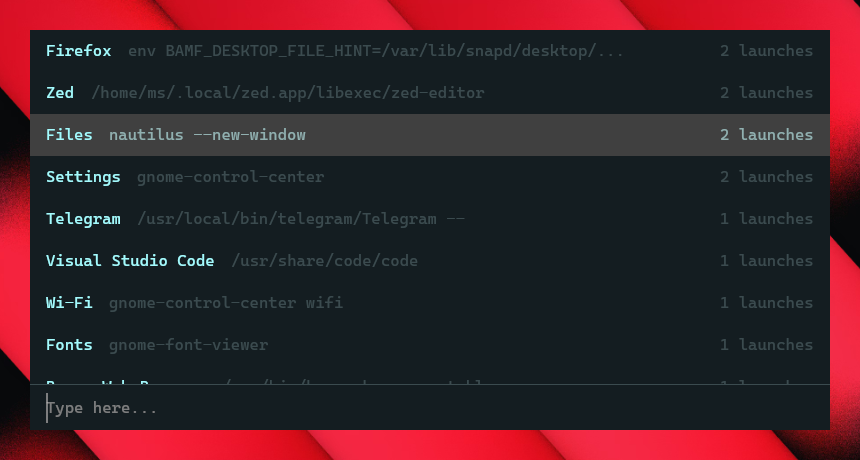 Firefox env BAMF_DESKTOP_FILE_HINT=/var/lib/snapd/desktop/... 2 launches
Zed /home/ms/.local/zed.app/libexec/zed-editor 2 launches
Files nautilus --new-window 2 launches
Settings gnome-control-center 2 launches
Telegram /usr/local/bin/telegram/Telegram -- 1 launches
Visual Studio Code /usr/share/code/code 1 launches
Wi-Fi gnome-control-center wifi 1 launches
Fonts gnome-font-viewer 1 launches
Type here...